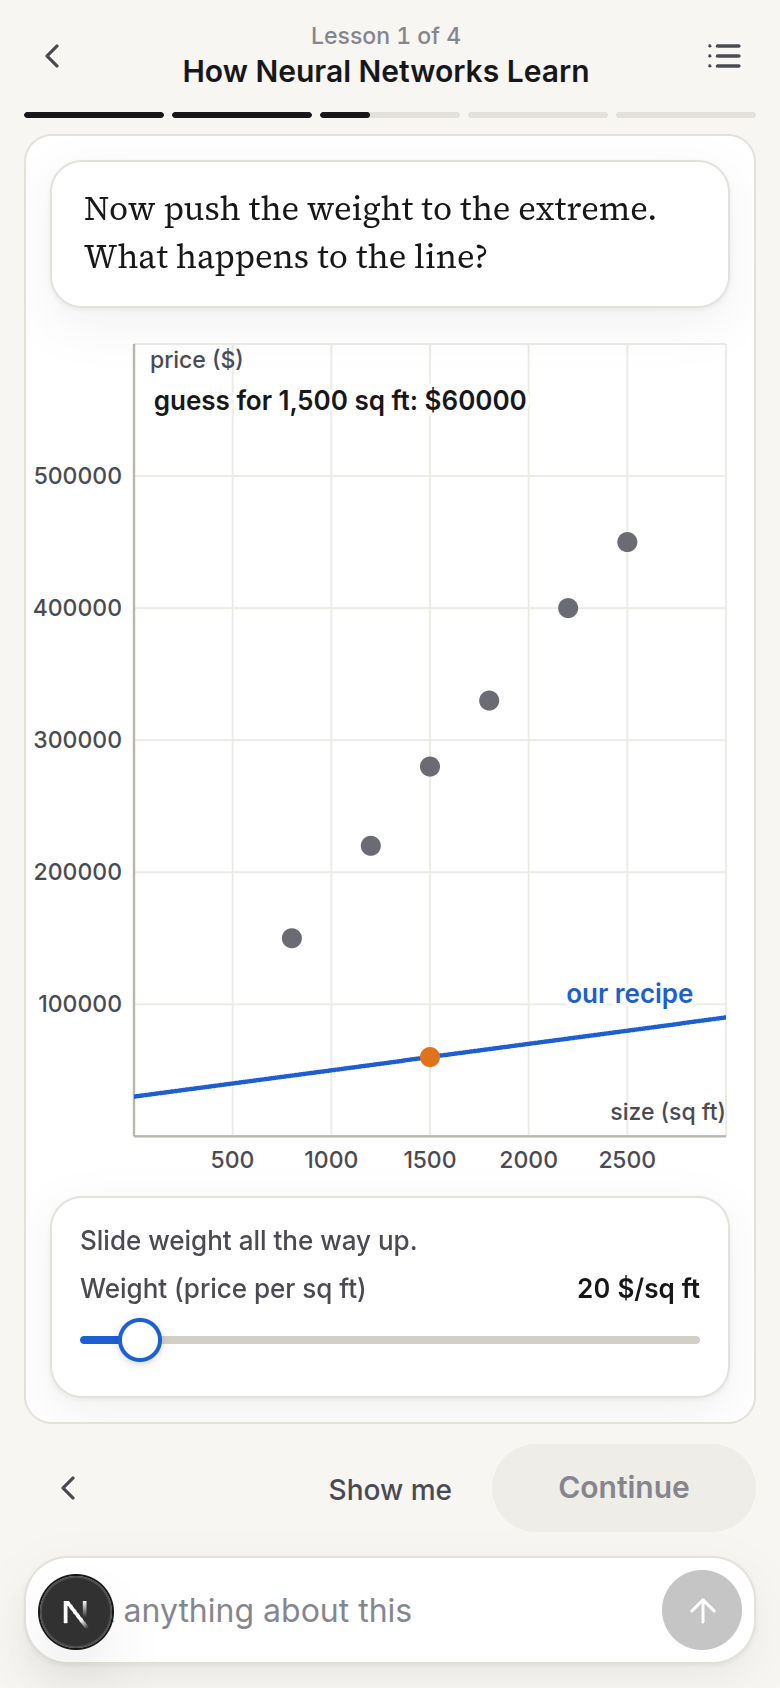 Lesson 1 of 4
How Neural Networks Learn
Now push the weight to the extreme.
What happens to the line?
price ($)
guess for 1,500 sq ft: $60000
500000
400000
300000
200000
100000
our recipe
size (sq ft)
500 1000 1500 2000 2500
Slide weight all the way up.
Weight (price per sq ft) 20 $/sq ft
Show me Continue
N anything about this